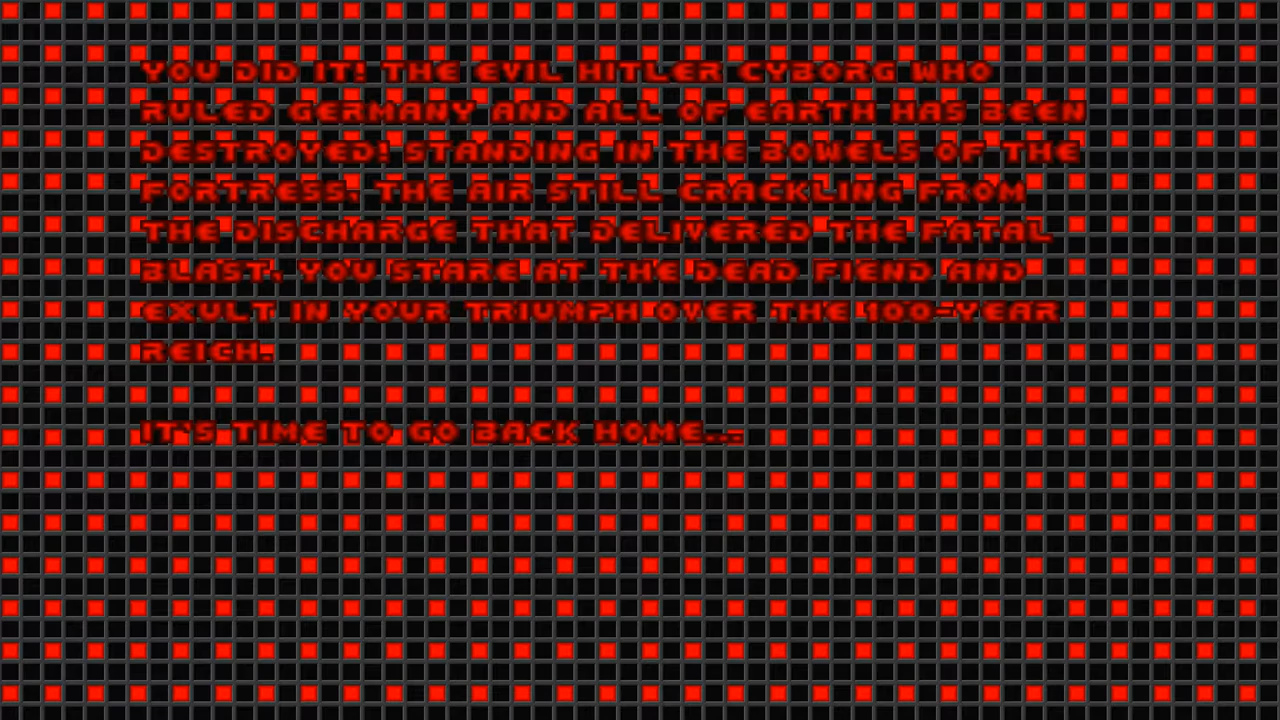 YOU DID IT! THE EVIL HITLER CYBORG WHO
RULED GERMANY AND ALL OF EARTH HAS BEEN
DESTROYED! STANDING IN THE BOWELS OF THE
FORTRESS, THE AIR STILL CRACKLING FROM
THE DISCHARGE THAT DELIVERED THE FATAL
BLAST, YOU STARE AT THE DEAD FIEND AND
EXULT IN YOUR TRIUMPH OVER THE 100-YEAR
REICH.
IT'S TIME TO GO BACK HOME...